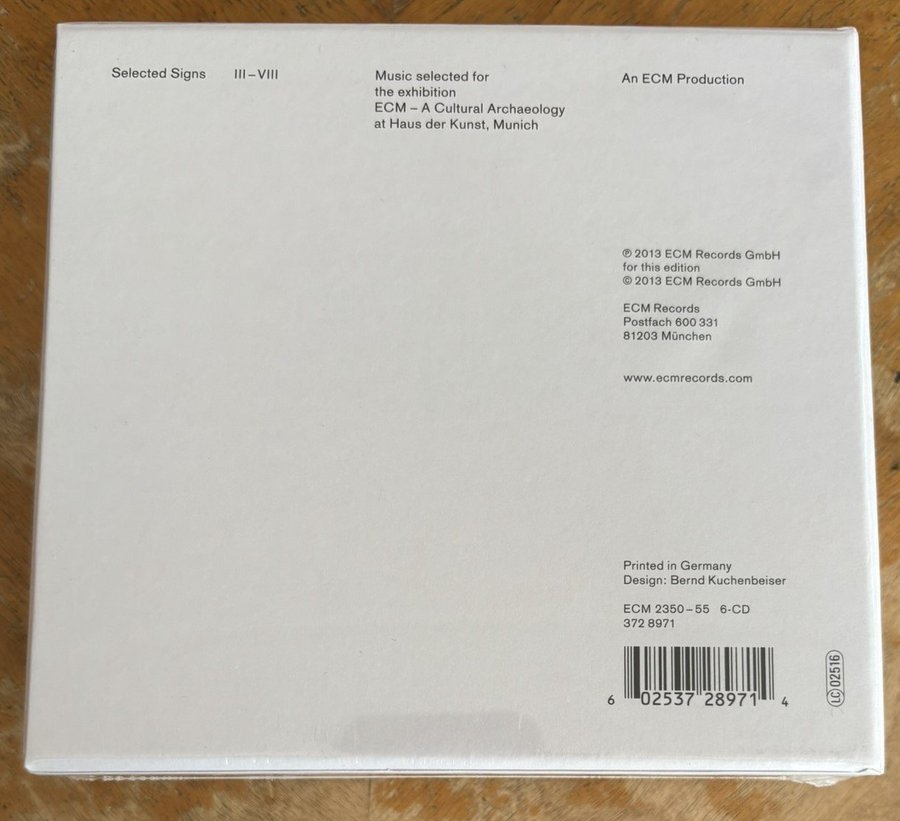 Selected Signs III–VIII
Music selected for
the exhibition
ECM – A Cultural Archaeology
at Haus der Kunst, Munich
An ECM Production
℗ 2013 ECM Records GmbH
for this edition
© 2013 ECM Records GmbH
ECM Records
Postfach 600 331
81203 München
www.ecmrecords.com
Printed in Germany
Design: Bernd Kuchenbeiser
ECM 2350–55 6-CD
372 8971
6 02537 28971 4
LC 02516